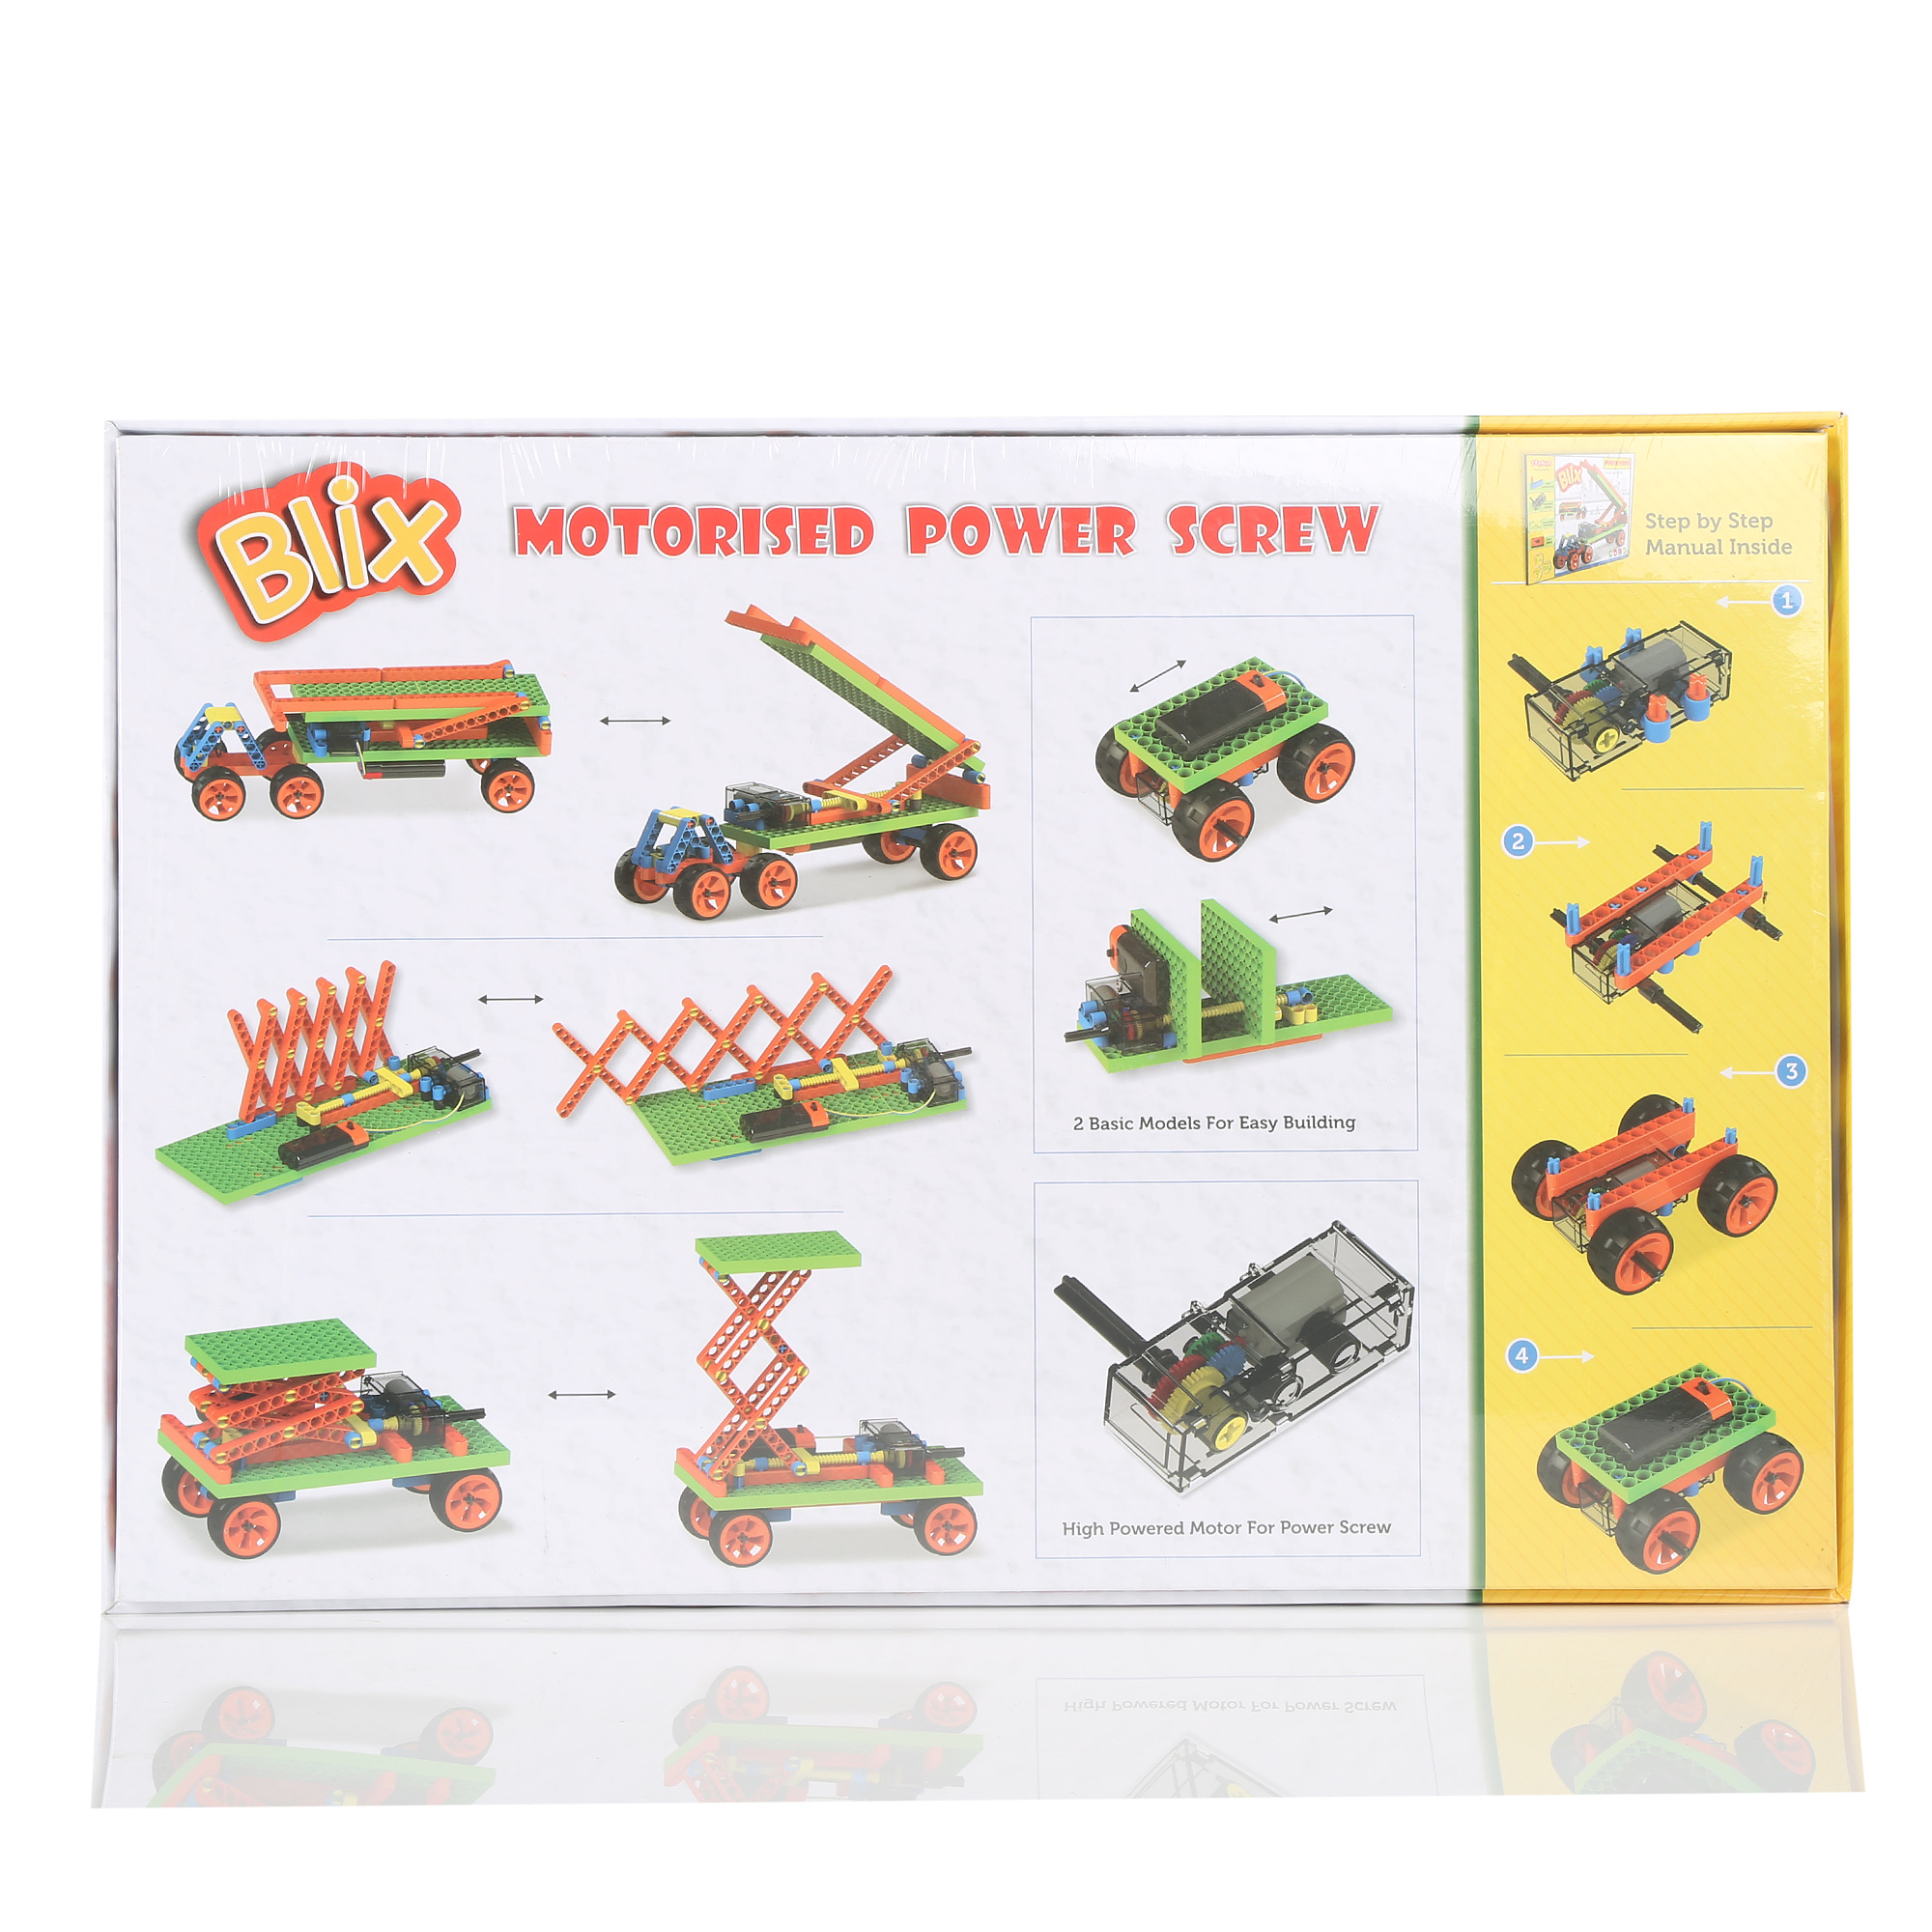 Blix
MOTORISED POWER SCREW
Blix
Step by Step
Manual Inside
1
2
3
4
2 Basic Models For Easy Building
High Powered Motor For Power Screw
High Powered Motor For Power Screw